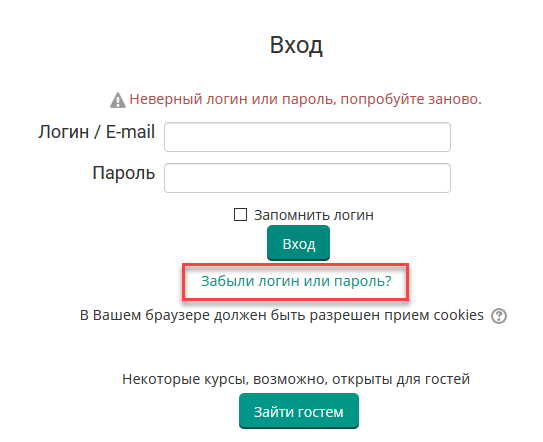 Вход
Неверный логин или пароль, попробуйте заново.
Логин / E-mail
Пароль
Запомнить логин
Вход
Забыли логин или пароль?
В Вашем браузере должен быть разрешен прием cookies
Некоторые курсы, возможно, открыты для гостей
Зайти гостем